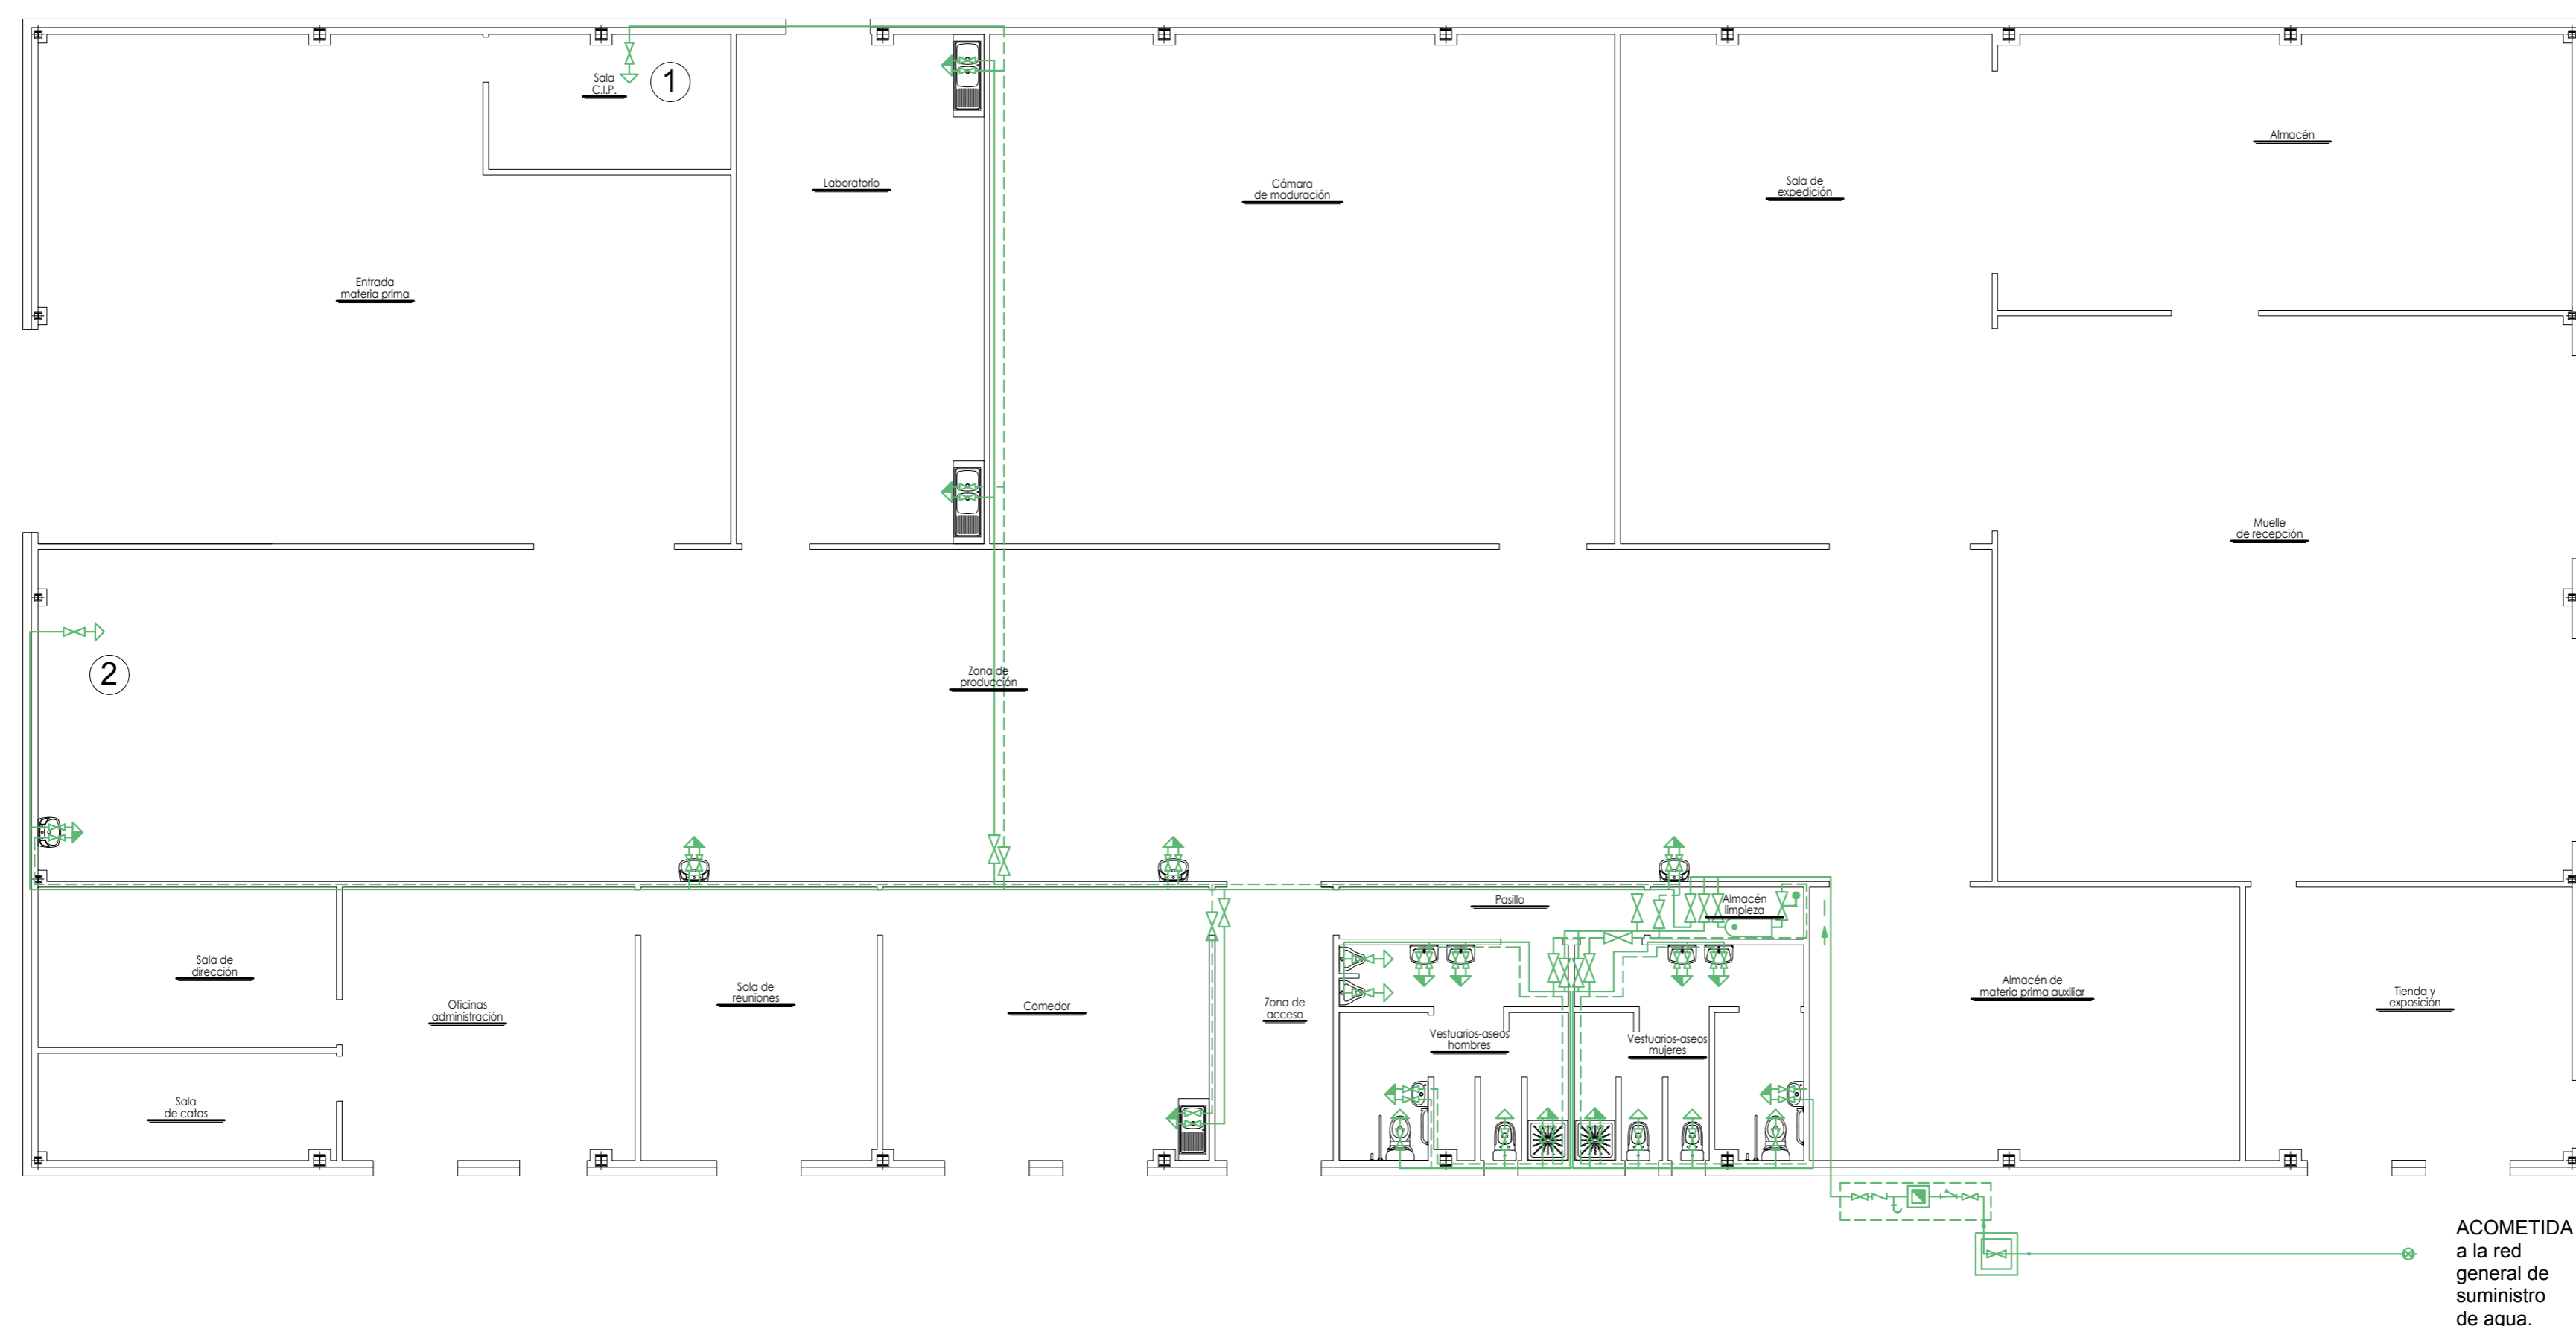 Sala
C.I.P.
1
Almacén
Laboratorio
Cámara
de maduración
Sala de
expedición
Entrada
materia prima
Muelle
de recepción
2
Zona de
producción
Pasillo
Almacén
limpieza
Sala de
dirección
Oficinas
administración
Sala de
reuniones
Comedor
Zona de
acceso
Vestuarios-aseos
hombres
Vestuarios-aseos
mujeres
Almacén de
materia prima auxiliar
Tienda y
exposición
Sala
de catas
ACOMETIDA
a la red
general de
suministro
de agua.